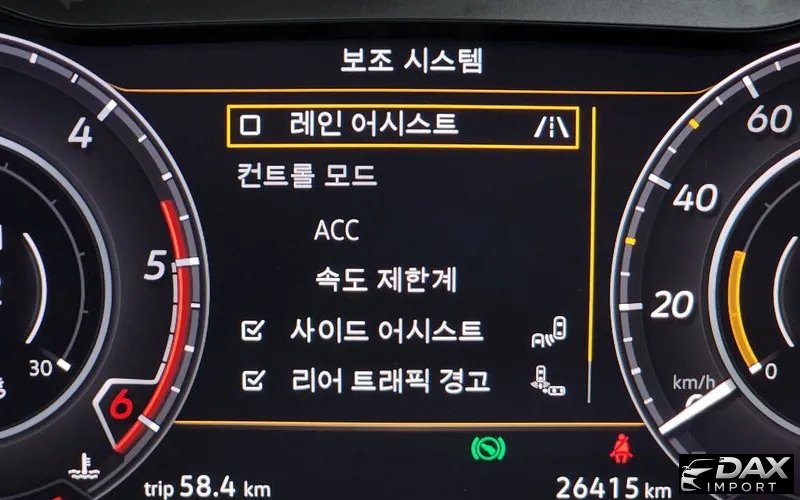 보조 시스템
레인 어시스트
컨트롤 모드
ACC
속도 제한계
사이드 어시스트
리어 트래픽 경고
4
5
6
30
60
40
20
0
km/h
trip 58.4 km
26415 km
DAX
IMPORT